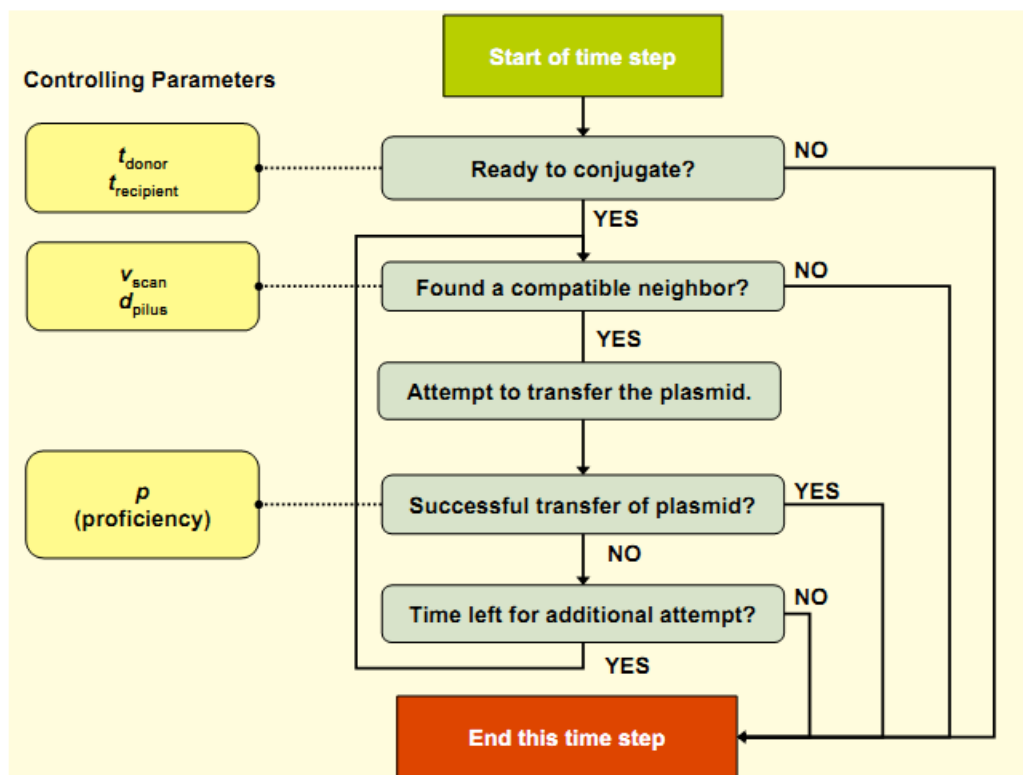 Start of time step
Controlling Parameters
t_donor
t_recipient
Ready to conjugate?
NO
YES
v_scan
d_pilus
Found a compatible neighbor?
NO
YES
Attempt to transfer the plasmid.
p
(proficiency)
Successful transfer of plasmid?
YES
NO
Time left for additional attempt?
NO
YES
End this time step